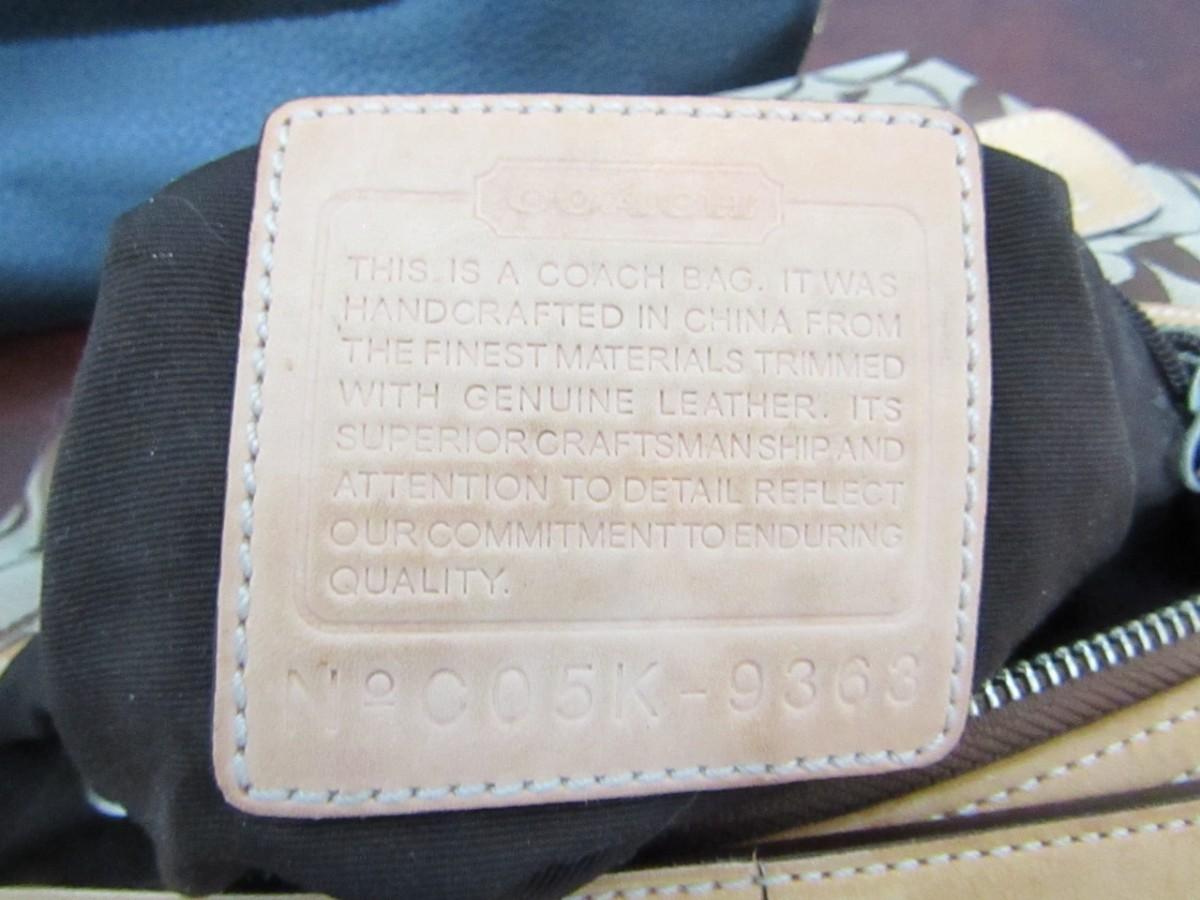 COACH
THIS IS A COACH BAG. IT WAS
HANDCRAFTED IN CHINA FROM
THE FINEST MATERIALS TRIMMED
WITH GENUINE LEATHER. ITS
SUPERIOR CRAFTSMANSHIP AND
ATTENTION TO DETAIL REFLECT
OUR COMMITMENT TO ENDURING
QUALITY.
Nº C05K-9363